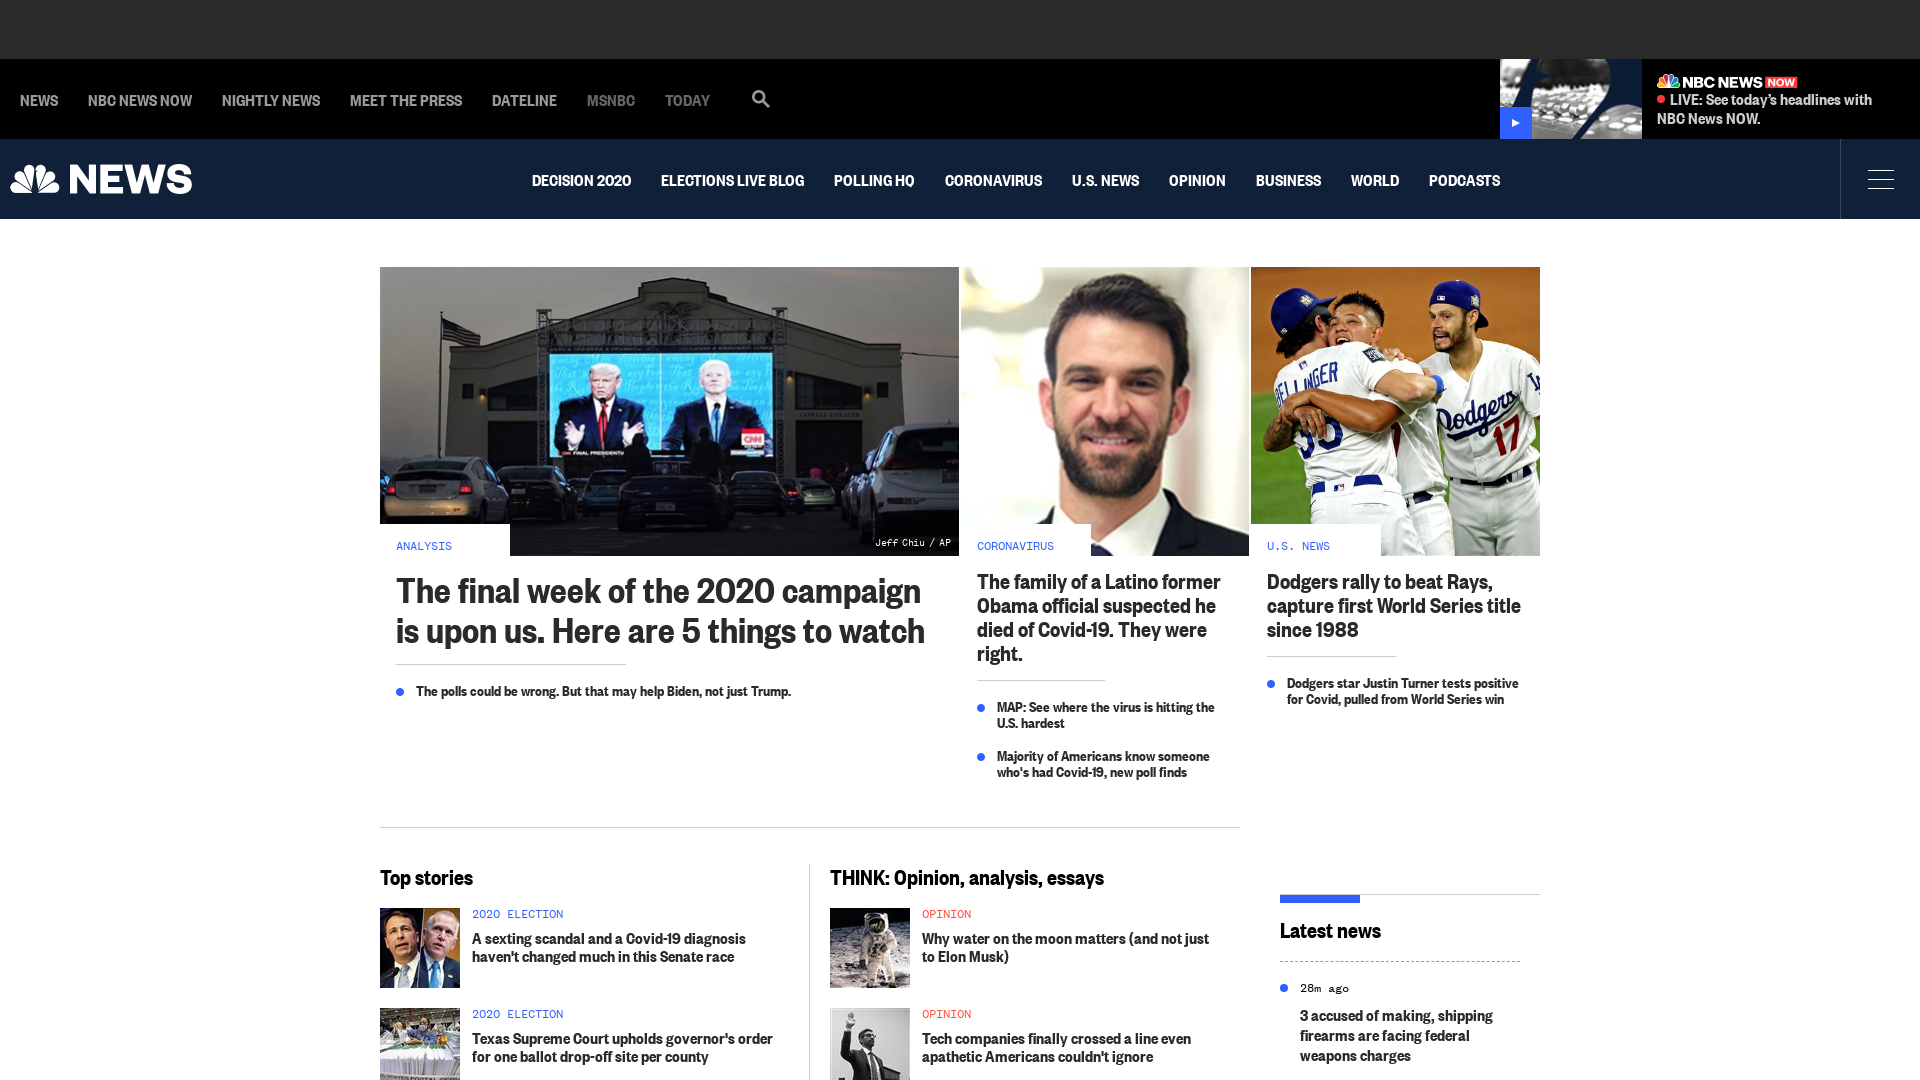 NEWS NBC NEWS NOW NIGHTLY NEWS MEET THE PRESS DATELINE MSNBC TODAY
NBC NEWS NOW
LIVE: See today's headlines with
NBC News NOW.
NEWS
DECISION 2020 ELECTIONS LIVE BLOG POLLING HQ CORONAVIRUS U.S. NEWS OPINION BUSINESS WORLD PODCASTS
COWELL THEATER
CNN
Jeff Chiu / AP
ANALYSIS
The final week of the 2020 campaign
is upon us. Here are 5 things to watch
The polls could be wrong. But that may help Biden, not just Trump.
CORONAVIRUS
The family of a Latino former
Obama official suspected he
died of Covid-19. They were
right.
MAP: See where the virus is hitting the
U.S. hardest
Majority of Americans know someone
who's had Covid-19, new poll finds
BELLINGER
35
Dodgers
17
U.S. NEWS
Dodgers rally to beat Rays,
capture first World Series title
since 1988
Dodgers star Justin Turner tests positive
for Covid, pulled from World Series win
Top stories
2020 ELECTION
A sexting scandal and a Covid-19 diagnosis
haven't changed much in this Senate race
2020 ELECTION
Texas Supreme Court upholds governor's order
for one ballot drop-off site per county
THINK: Opinion, analysis, essays
OPINION
Why water on the moon matters (and not just
to Elon Musk)
OPINION
Tech companies finally crossed a line even
apathetic Americans couldn't ignore
Latest news
28m ago
3 accused of making, shipping
firearms are facing federal
weapons charges